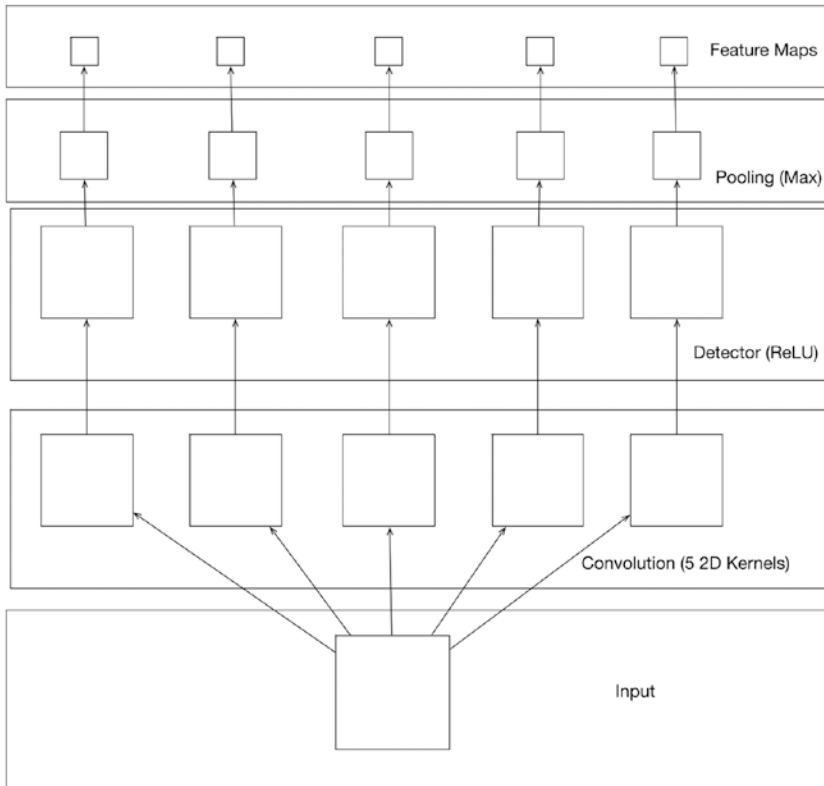 Feature Maps
Pooling (Max)
Detector (ReLU)
Convolution (5 2D Kernels)
Input